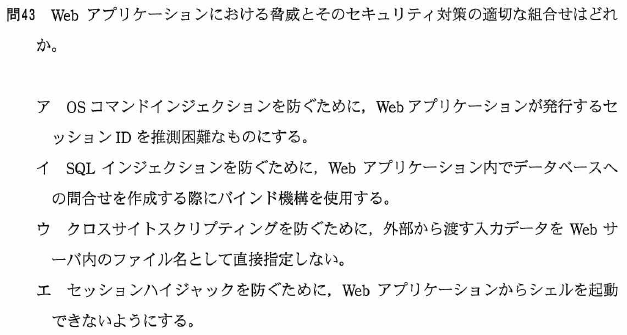 問43 Web アプリケーションにおける脅威とそのセキュリティ対策の適切な組合せはどれ
か。
ア OS コマンドインジェクションを防ぐために，Web アプリケーションが発行するセ
ッション ID を推測困難なものにする。
イ SQL インジェクションを防ぐために，Web アプリケーション内でデータベースへ
の問合せを作成する際にバインド機構を使用する。
ウ クロスサイトスクリプティングを防ぐために，外部から渡す入力データを Web サ
ーバ内のファイル名として直接指定しない。
エ セッションハイジャックを防ぐために，Web アプリケーションからシェルを起動
できないようにする。